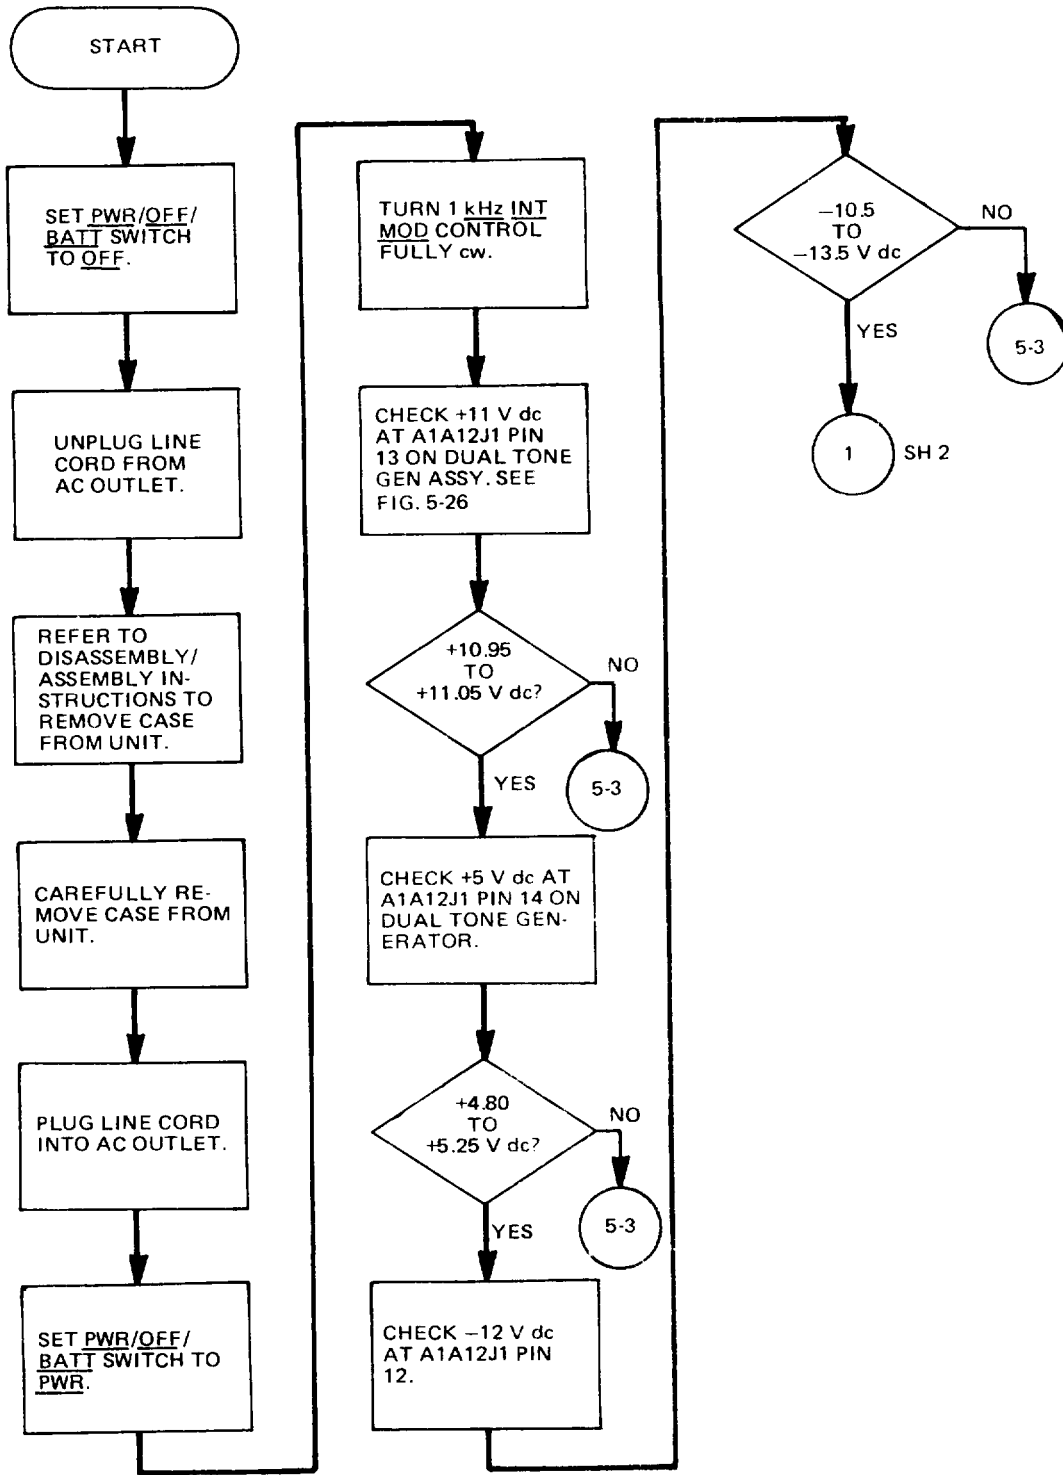 START
SET PWR/OFF/
BATT SWITCH
TO OFF.
UNPLUG LINE
CORD FROM
AC OUTLET.
REFER TO
DISASSEMBLY/
ASSEMBLY IN-
STRUCTIONS TO
REMOVE CASE
FROM UNIT.
CAREFULLY RE-
MOVE CASE FROM
UNIT.
PLUG LINE CORD
INTO AC OUTLET.
SET PWR/OFF/
BATT SWITCH TO
PWR.
TURN 1 kHz INT
MOD CONTROL
FULLY cw.
CHECK +11 V dc
AT A1A12J1 PIN
13 ON DUAL TONE
GEN ASSY. SEE
FIG. 5-26
+10.95
TO
+11.05 V dc?
NO
5-3
YES
CHECK +5 V dc AT
A1A12J1 PIN 14 ON
DUAL TONE GEN-
ERATOR.
+4.80
TO
+5.25 V dc?
NO
5-3
YES
CHECK −12 V dc
AT A1A12J1 PIN
12.
−10.5
TO
−13.5 V dc
NO
5-3
YES
1
SH 2